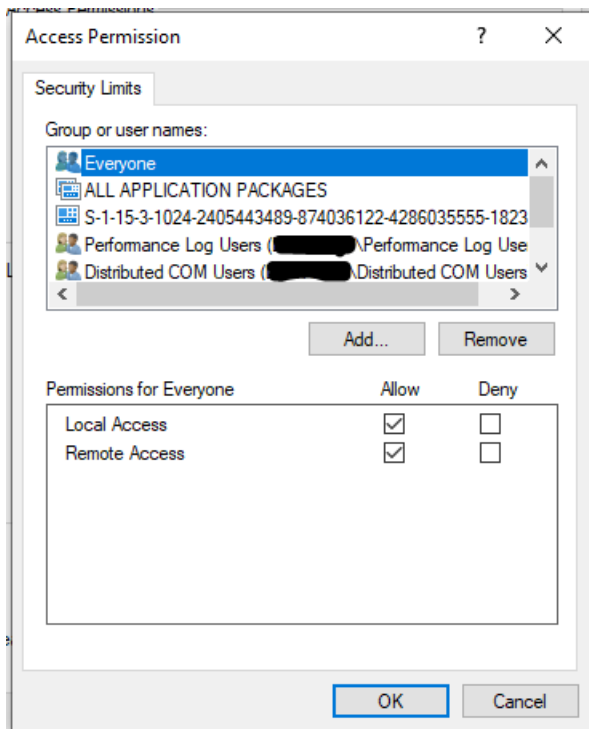 Access Permissions
Access Permission
?
Security Limits
Group or user names:
Everyone
ALL APPLICATION PACKAGES
S-1-15-3-1024-2405443489-874036122-4286035555-1823
Performance Log Users ( \Performance Log Use
Distributed COM Users ( \Distributed COM Users
Add... Remove
Permissions for Everyone Allow Deny
Local Access
Remote Access
OK Cancel